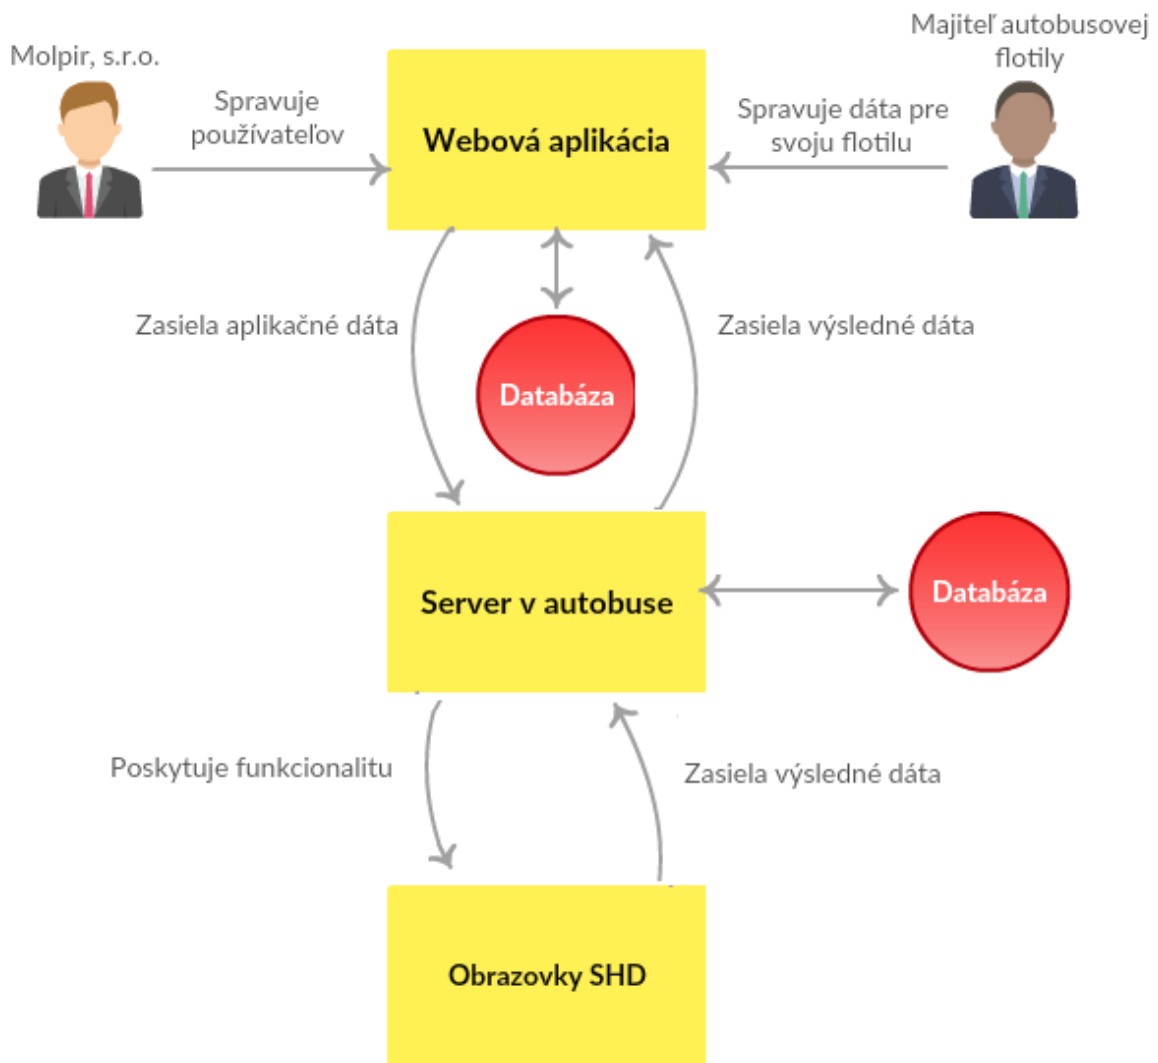 Molpir, s.r.o.
Majiteľ autobusovej
flotily
Spravuje
používateľov
Webová aplikácia
Spravuje dáta pre
svoju flotilu
Zasiela aplikačné dáta
Zasiela výsledné dáta
Databáza
Server v autobuse
Databáza
Poskytuje funkcionalitu
Zasiela výsledné dáta
Obrazovky SHD